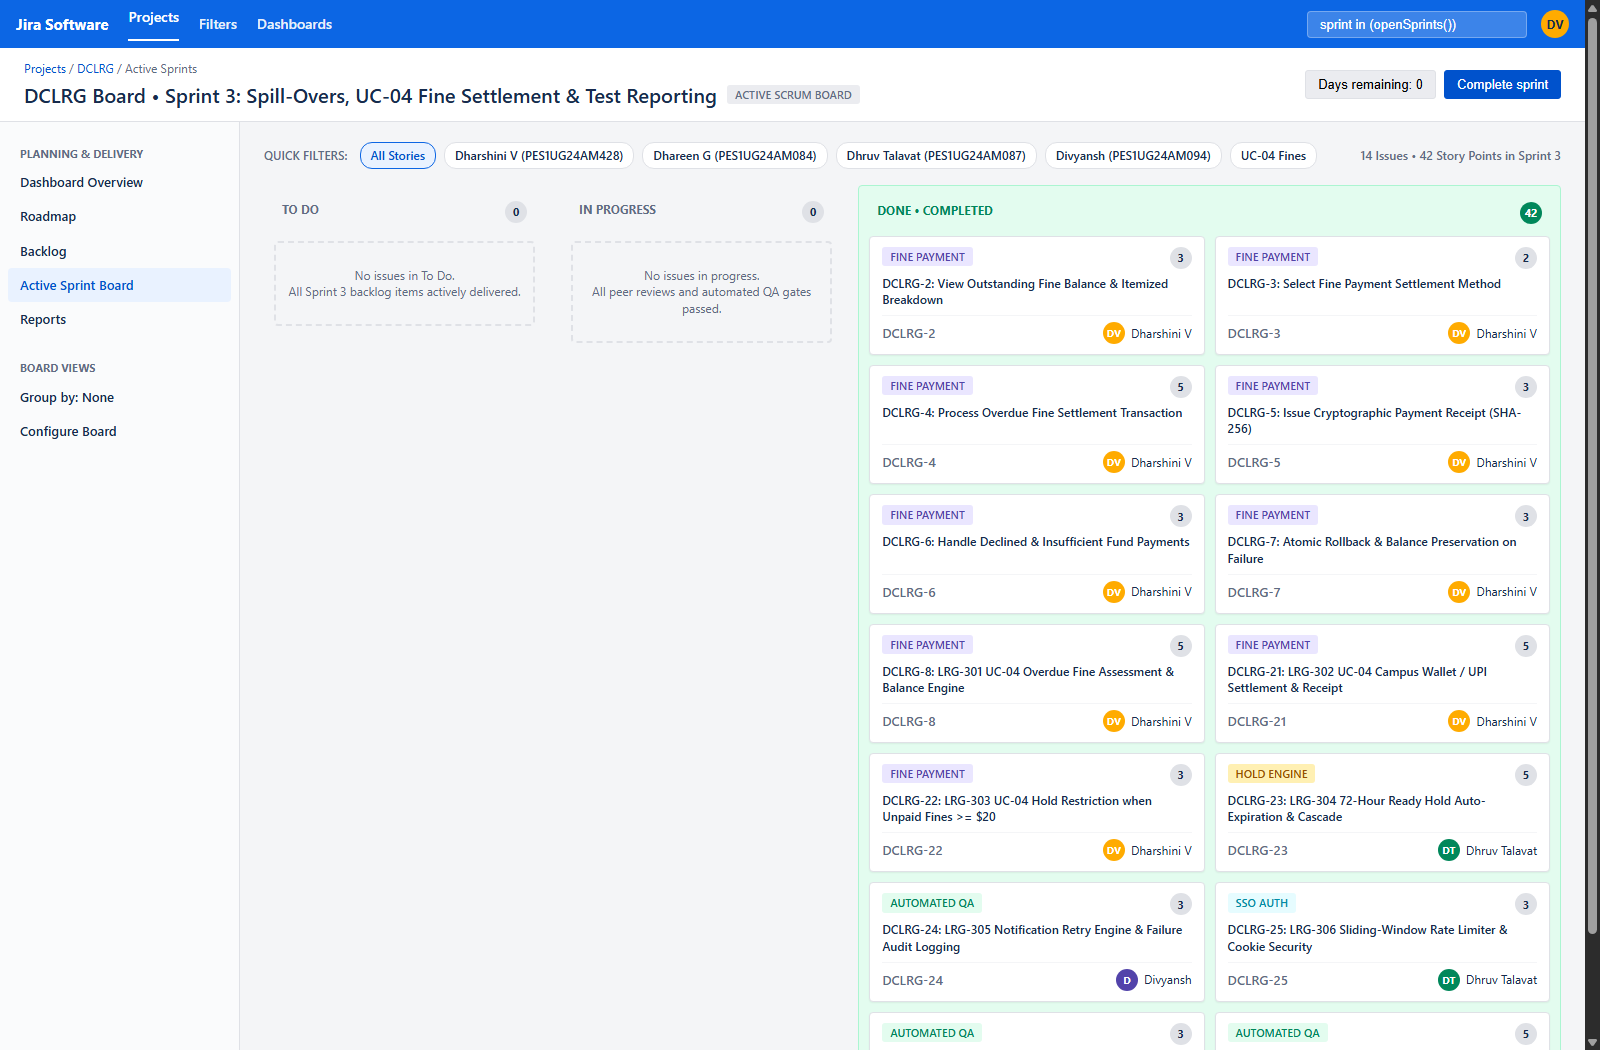 Jira Software
Projects
Filters
Dashboards
sprint in (openSprints())
DV
Projects / DCLRG / Active Sprints
DCLRG Board • Sprint 3: Spill-Overs, UC-04 Fine Settlement & Test Reporting
ACTIVE SCRUM BOARD
Days remaining: 0
Complete sprint
PLANNING & DELIVERY
Dashboard Overview
Roadmap
Backlog
Active Sprint Board
Reports
BOARD VIEWS
Group by: None
Configure Board
QUICK FILTERS:
All Stories
Dharshini V (PES1UG24AM428)
Dhareen G (PES1UG24AM084)
Dhruv Talavat (PES1UG24AM087)
Divyansh (PES1UG24AM094)
UC-04 Fines
14 Issues • 42 Story Points in Sprint 3
TO DO
0
No issues in To Do.
All Sprint 3 backlog items actively delivered.
IN PROGRESS
0
No issues in progress.
All peer reviews and automated QA gates
passed.
DONE • COMPLETED
42
FINE PAYMENT
3
DCLRG-2: View Outstanding Fine Balance & Itemized
Breakdown
DCLRG-2
DV
Dharshini V
FINE PAYMENT
2
DCLRG-3: Select Fine Payment Settlement Method
DCLRG-3
DV
Dharshini V
FINE PAYMENT
5
DCLRG-4: Process Overdue Fine Settlement Transaction
DCLRG-4
DV
Dharshini V
FINE PAYMENT
3
DCLRG-5: Issue Cryptographic Payment Receipt (SHA-
256)
DCLRG-5
DV
Dharshini V
FINE PAYMENT
3
DCLRG-6: Handle Declined & Insufficient Fund Payments
DCLRG-6
DV
Dharshini V
FINE PAYMENT
3
DCLRG-7: Atomic Rollback & Balance Preservation on
Failure
DCLRG-7
DV
Dharshini V
FINE PAYMENT
5
DCLRG-8: LRG-301 UC-04 Overdue Fine Assessment &
Balance Engine
DCLRG-8
DV
Dharshini V
FINE PAYMENT
5
DCLRG-21: LRG-302 UC-04 Campus Wallet / UPI
Settlement & Receipt
DCLRG-21
DV
Dharshini V
FINE PAYMENT
3
DCLRG-22: LRG-303 UC-04 Hold Restriction when
Unpaid Fines >= $20
DCLRG-22
DV
Dharshini V
HOLD ENGINE
5
DCLRG-23: LRG-304 72-Hour Ready Hold Auto-
Expiration & Cascade
DCLRG-23
DT
Dhruv Talavat
AUTOMATED QA
3
DCLRG-24: LRG-305 Notification Retry Engine & Failure
Audit Logging
DCLRG-24
D
Divyansh
SSO AUTH
3
DCLRG-25: LRG-306 Sliding-Window Rate Limiter &
Cookie Security
DCLRG-25
DT
Dhruv Talavat
AUTOMATED QA
3
AUTOMATED QA
5